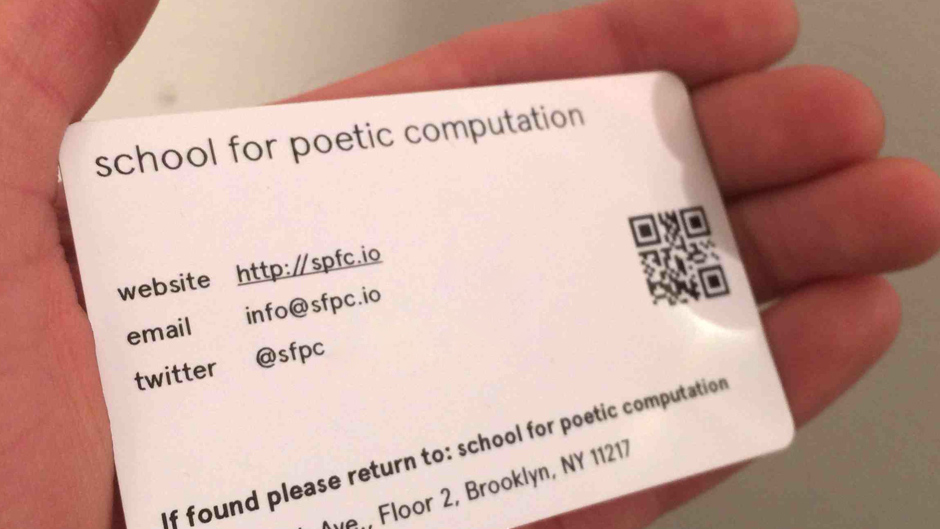 school for poetic computation
website http://spfc.io
email info@sfpc.io
twitter @sfpc
If found please return to: school for poetic computation
Ave., Floor 2, Brooklyn, NY 11217